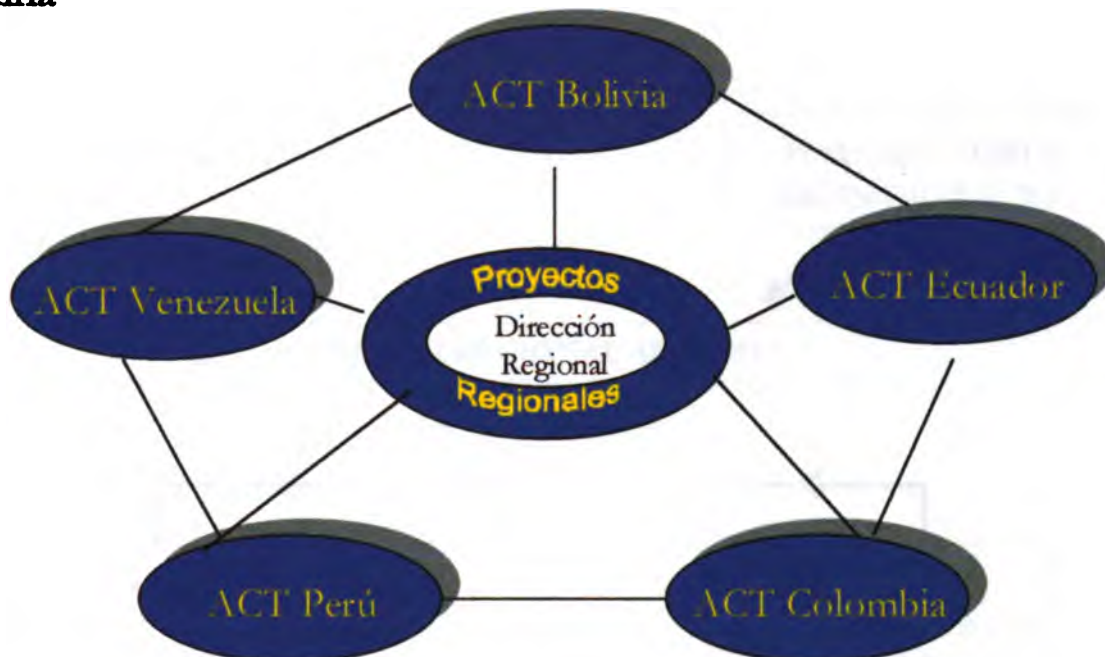 ACT Bolivia
ACT Venezuela
ACT Ecuador
Proyectos
Dirección
Regional
Regionales
ACT Perú
ACT Colombia